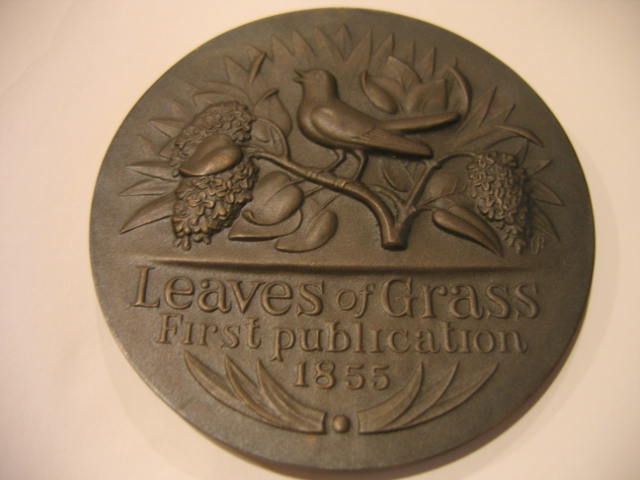 Leaves of Grass
First publication
1855